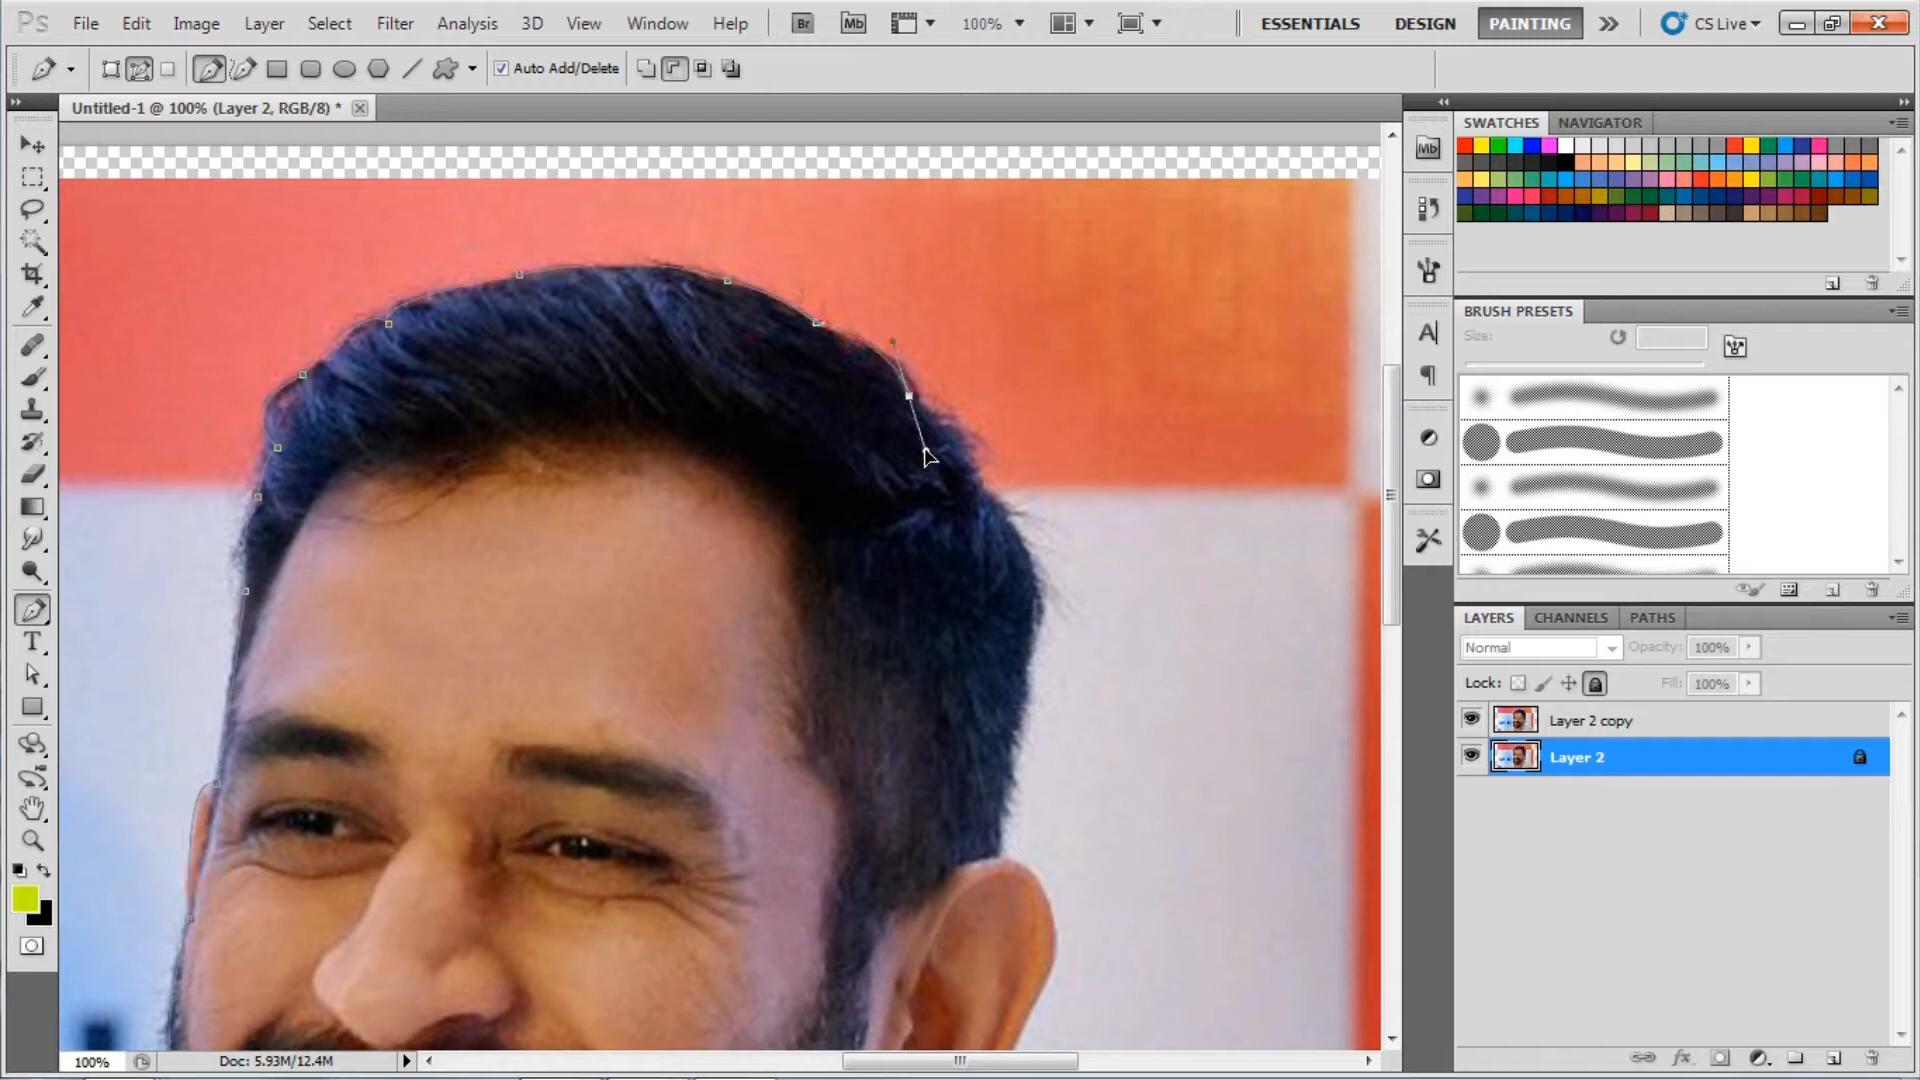 Ps File Edit Image Layer Select Filter Analysis 3D View Window Help Br Mb 100% ESSENTIALS DESIGN PAINTING CS Live
Auto Add/Delete
Untitled-1 @ 100% (Layer 2, RGB/8) *
SWATCHES NAVIGATOR
Mb
BRUSH PRESETS
Size:
A
T
LAYERS CHANNELS PATHS
Normal Opacity: 100%
Lock: Fill: 100%
Layer 2 copy
Layer 2
100% Doc: 5.93M/12.4M
fx